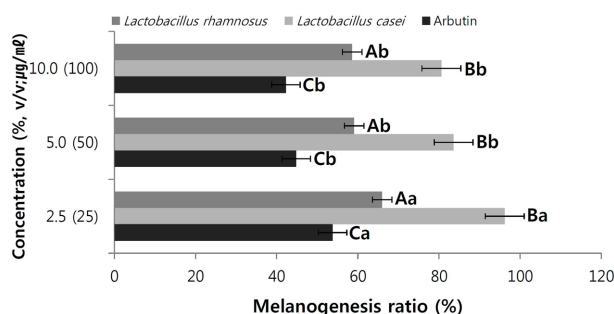 Lactobacillus rhamnosus Lactobacillus casei Arbutin
Concentration (%, v/v;㎍/㎖)
10.0 (100)
Ab
Bb
Cb
5.0 (50)
Ab
Bb
Cb
2.5 (25)
Aa
Ba
Ca
0 20 40 60 80 100 120
Melanogenesis ratio (%)